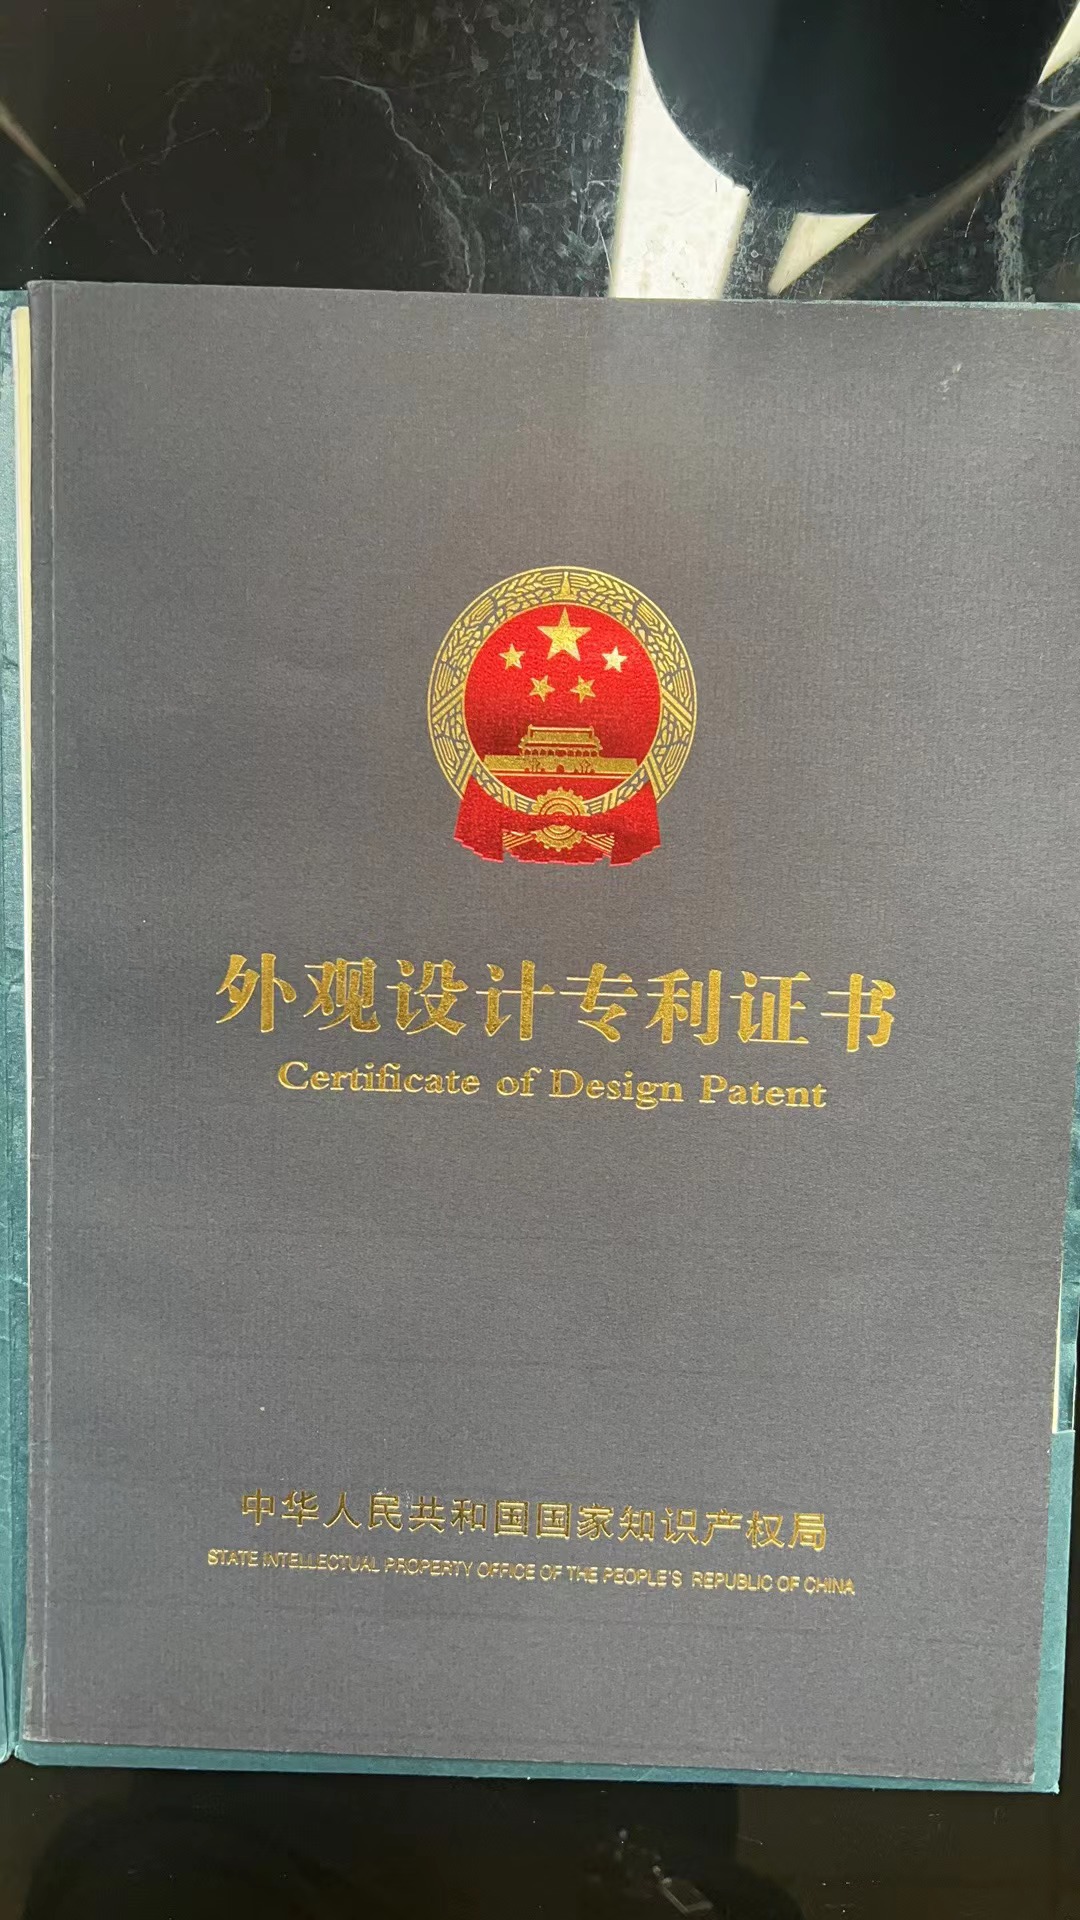 外观设计专利证书
Certificate of Design Patent
中华人民共和国国家知识产权局
STATE INTELLECTUAL PROPERTY OFFICE OF THE PEOPLE'S REPUBLIC OF CHINA